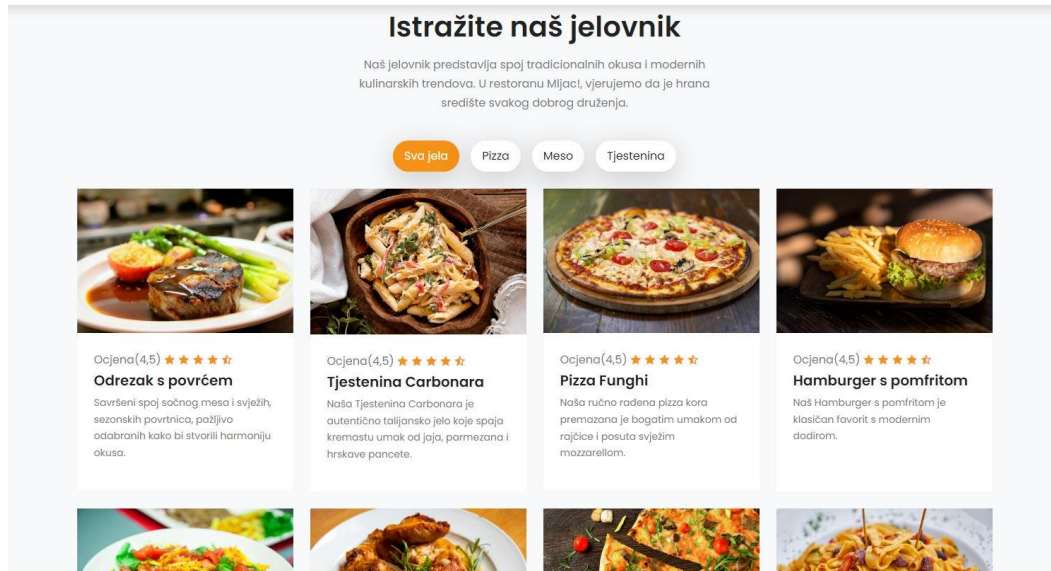 Istražite naš jelovnik
Naš jelovnik predstavlja spoj tradicionalnih okusa i modernih
kulinarskih trendova. U restoranu Mljac!, vjerujemo da je hrana
središte svakog dobrog druženja.
Sva jela
Pizza
Meso
Tjestenina
Ocjena(4,5)
Odrezak s povrćem
Savršeni spoj sočnog mesa i svježih,
sezonskih povrtnica, pažljivo
odabranih kako bi stvorili harmoniju
okusa.
Ocjena(4,5)
Tjestenina Carbonara
Naša Tjestenina Carbonara je
autentično talijansko jelo koje spaja
kremastu umak od jaja, parmezana i
hrskave pancete.
Ocjena(4,5)
Pizza Funghi
Naša ručno rađena pizza kora
premazana je bogatim umakom od
rajčice i posuta svježim
mozzarellom.
Ocjena(4,5)
Hamburger s pomfritom
Naš Hamburger s pomfritom je
klasičan favorit s modernim
dodirom.